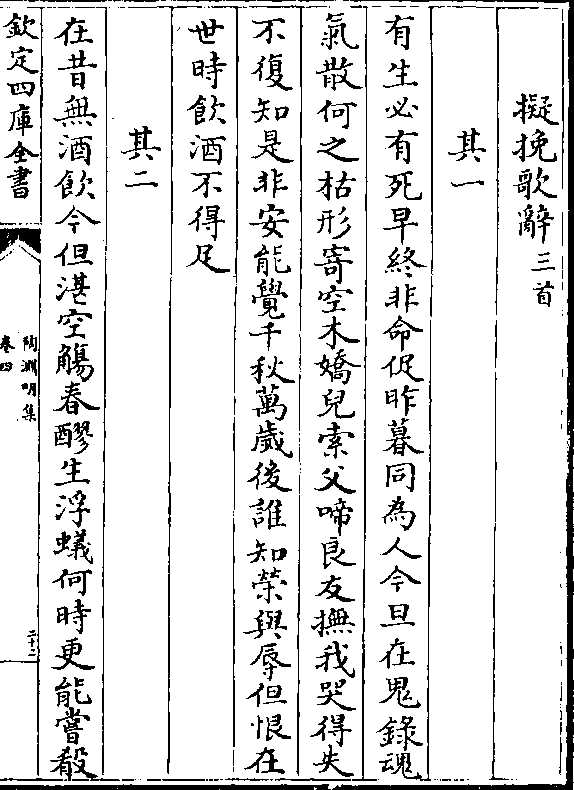 擬挽歌辭三首
其一
有生必有死早終非命促昨暮同為人今旦在鬼錄魂
氣散何之枯形寄空木嬌兒索父啼良友撫我哭得失
不復知是非安能覺千秋萬歲後誰知榮與辱但恨在
世時飲酒不得足
其二
在昔無酒飲今但湛空觴春醪生浮蟻何時更能嘗殽
欽定四庫全書
陶淵明集
卷四
二十二